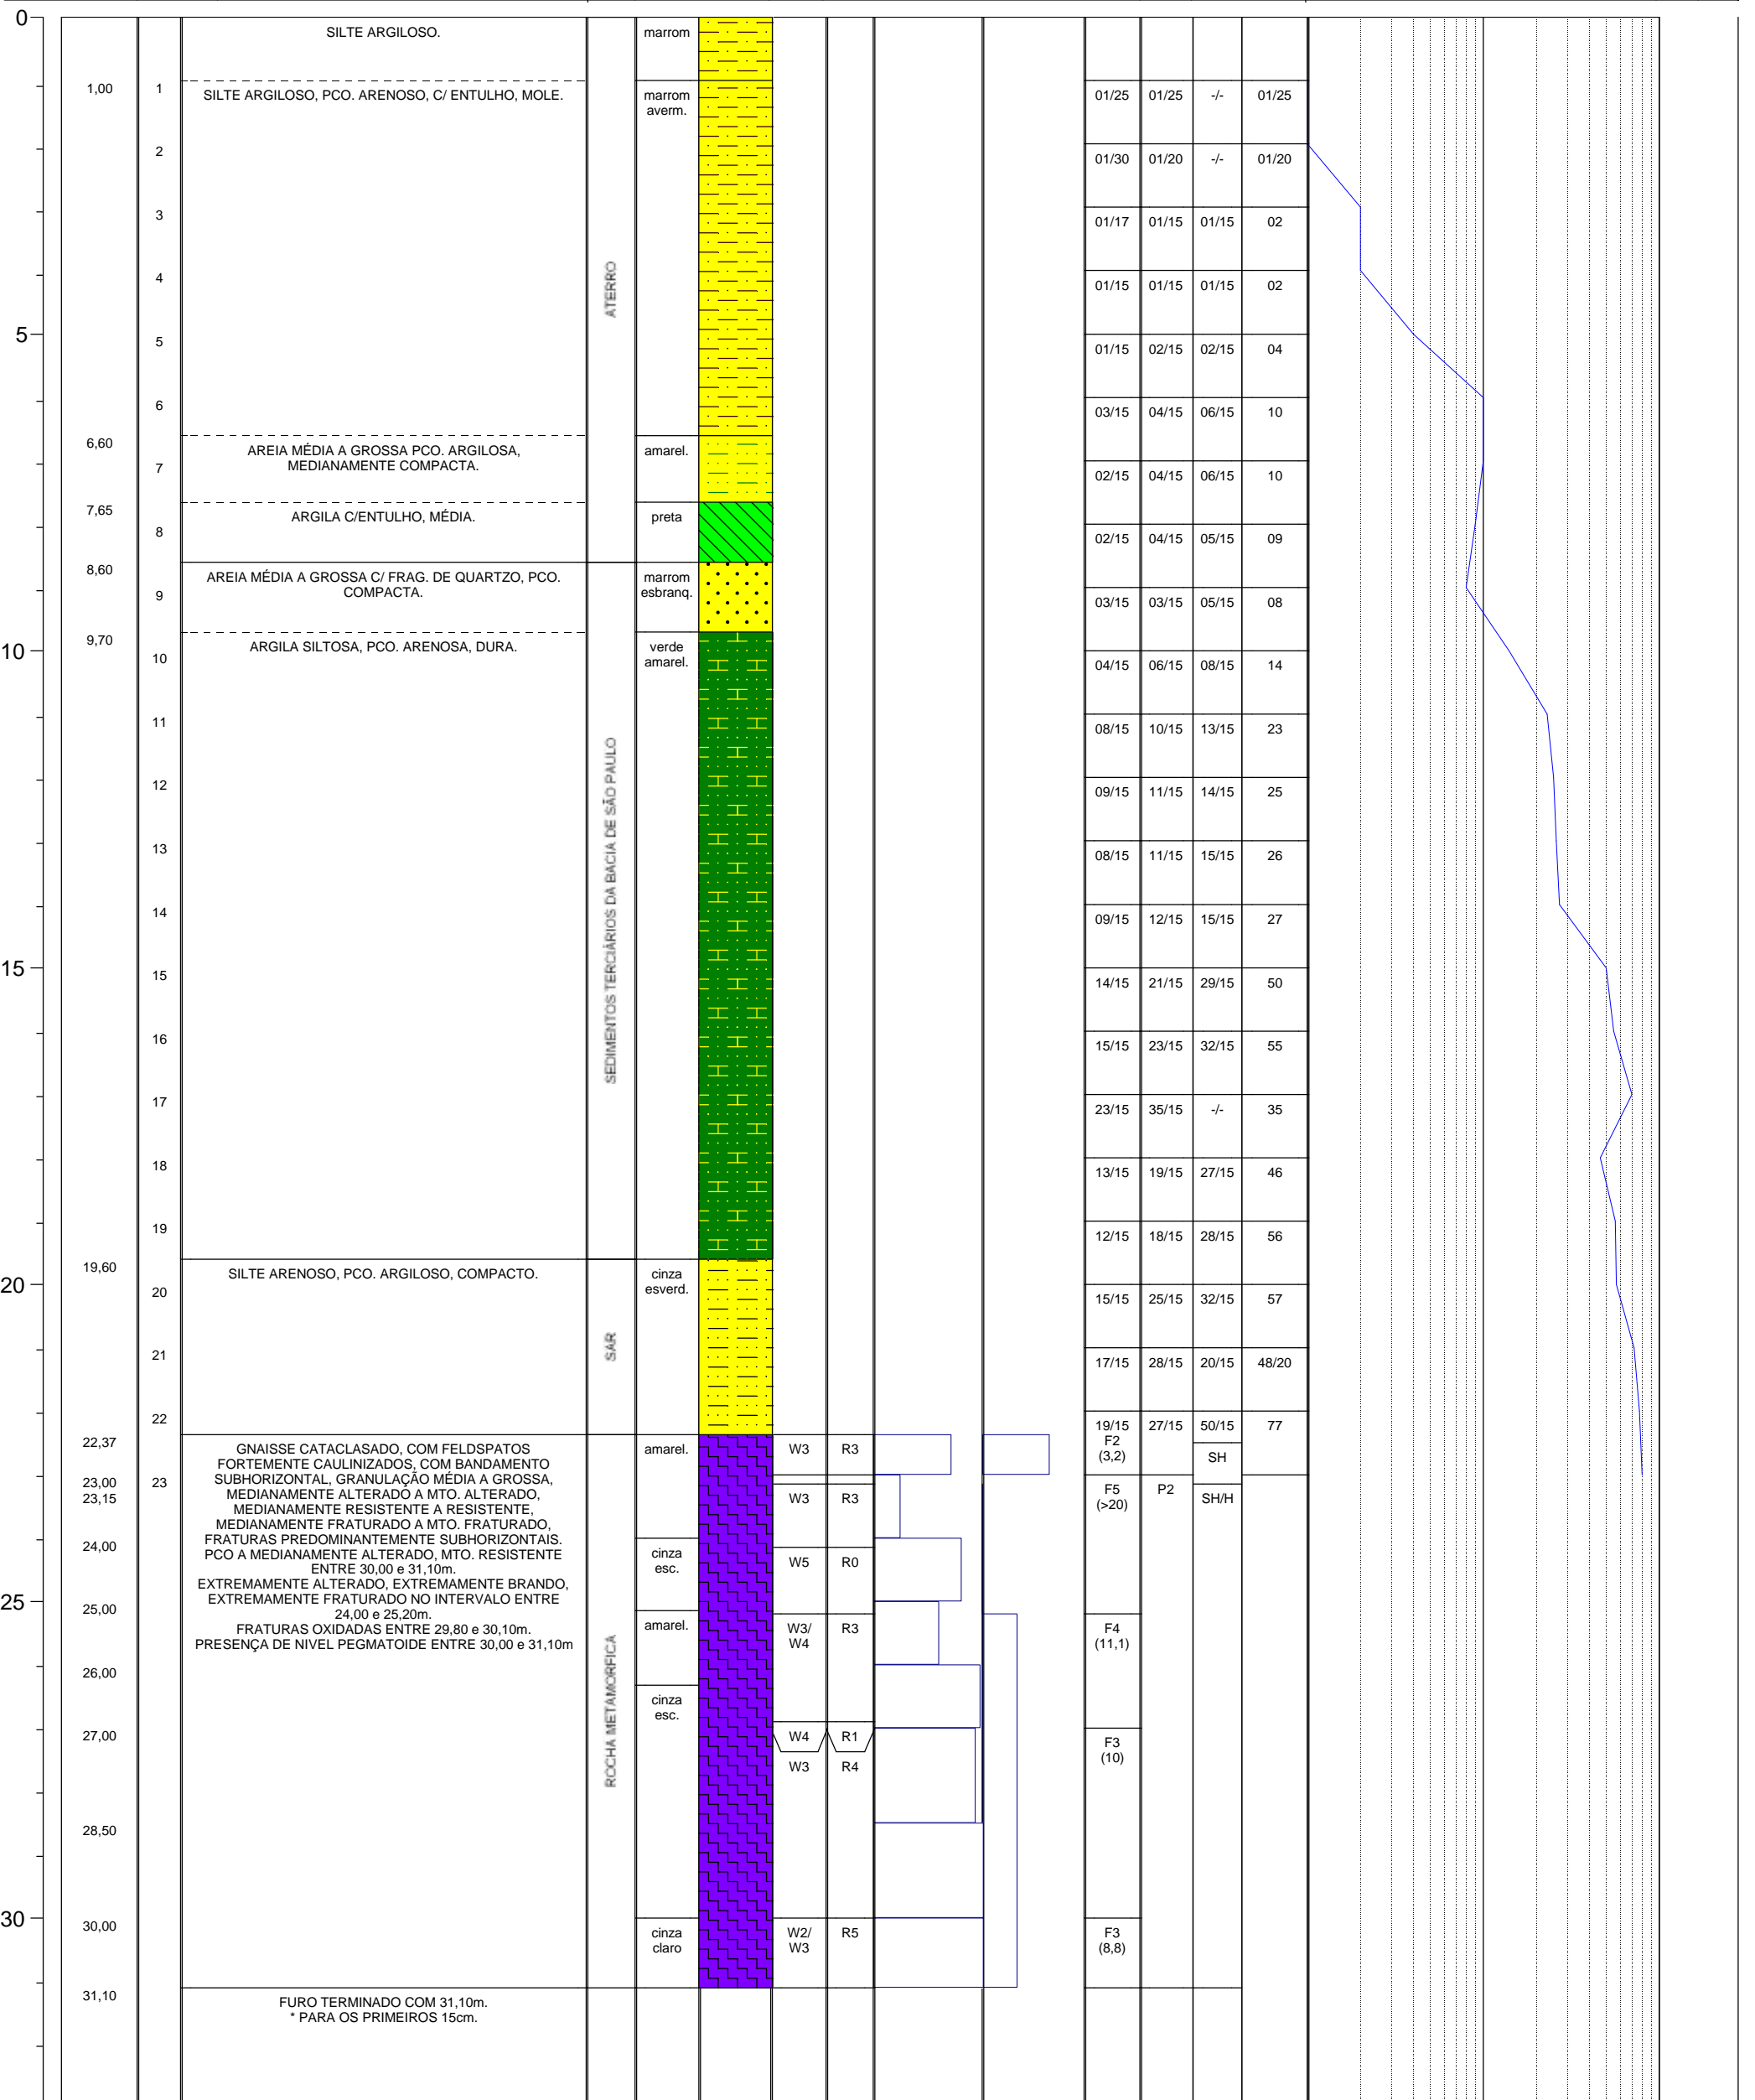 0
SILTE ARGILOSO.
marrom
1,00
1
SILTE ARGILOSO, PCO. ARENOSO, C/ ENTULHO, MOLE.
marrom
averm.
01/25 01/25 -/- 01/25
2
01/30 01/20 -/- 01/20
3
01/17 01/15 01/15 02
ATERRO
4
01/15 01/15 01/15 02
5
5
01/15 02/15 02/15 04
6
03/15 04/15 06/15 10
6,60
AREIA MÉDIA A GROSSA PCO. ARGILOSA,
MEDIANAMENTE COMPACTA.
amarel.
7
02/15 04/15 06/15 10
7,65
ARGILA C/ENTULHO, MÉDIA.
preta
8
02/15 04/15 05/15 09
8,60
AREIA MÉDIA A GROSSA C/ FRAG. DE QUARTZO, PCO.
COMPACTA.
marrom
esbranq.
9
03/15 03/15 05/15 08
9,70
ARGILA SILTOSA, PCO. ARENOSA, DURA.
verde
amarel.
10
10
04/15 06/15 08/15 14
11
08/15 10/15 13/15 23
SEDIMENTOS TERCIÁRIOS DA BACIA DE SÃO PAULO
12
09/15 11/15 14/15 25
13
08/15 11/15 15/15 26
14
09/15 12/15 15/15 27
15
15
14/15 21/15 29/15 50
16
15/15 23/15 32/15 55
17
23/15 35/15 -/- 35
18
13/15 19/15 27/15 46
19
12/15 18/15 28/15 56
19,60
SILTE ARENOSO, PCO. ARGILOSO, COMPACTO.
cinza
esverd.
20
20
15/15 25/15 32/15 57
SAR
21
17/15 28/15 20/15 48/20
22
19/15 27/15 50/15 77
22,37
GNAISSE CATACLASADO, COM FELDSPATOS
FORTEMENTE CAULINIZADOS, COM BANDAMENTO
SUBHORIZONTAL, GRANULAÇÃO MÉDIA A GROSSA,
MEDIANAMENTE ALTERADO A MTO. ALTERADO,
MEDIANAMENTE RESISTENTE A RESISTENTE,
MEDIANAMENTE FRATURADO A MTO. FRATURADO,
FRATURAS PREDOMINANTEMENTE SUBHORIZONTAIS.
PCO A MEDIANAMENTE ALTERADO, MTO. RESISTENTE
ENTRE 30,00 e 31,10m.
EXTREMAMENTE ALTERADO, EXTREMAMENTE BRANDO,
EXTREMAMENTE FRATURADO NO INTERVALO ENTRE
24,00 e 25,20m.
FRATURAS OXIDADAS ENTRE 29,80 e 30,10m.
PRESENÇA DE NIVEL PEGMATOIDE ENTRE 30,00 e 31,10m
ROCHA METAMORFICA
amarel.
W3 R3
F2
(3,2)
SH
23,00
23
23,15
W3 R3
F5
(>20)
P2
SH/H
24,00
cinza
esc.
W5 R0
25
25,00
amarel.
W3/
W4
R3
F4
(11,1)
26,00
cinza
esc.
27,00
W4 R1
F3
(10)
W3 R4
28,50
30
30,00
cinza
claro
W2/
W3
R5
F3
(8,8)
31,10
FURO TERMINADO COM 31,10m.
* PARA OS PRIMEIROS 15cm.